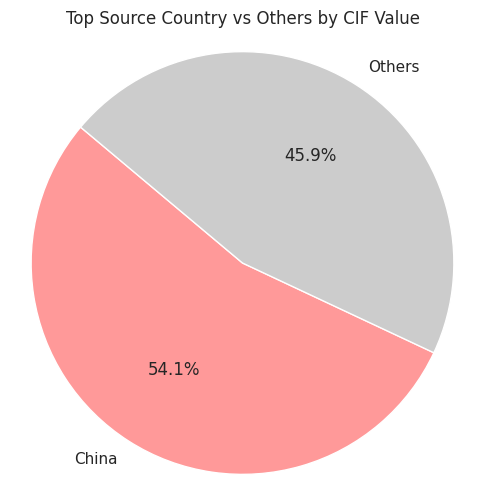 Top Source Country vs Others by CIF Value
Others
45.9%
54.1%
China